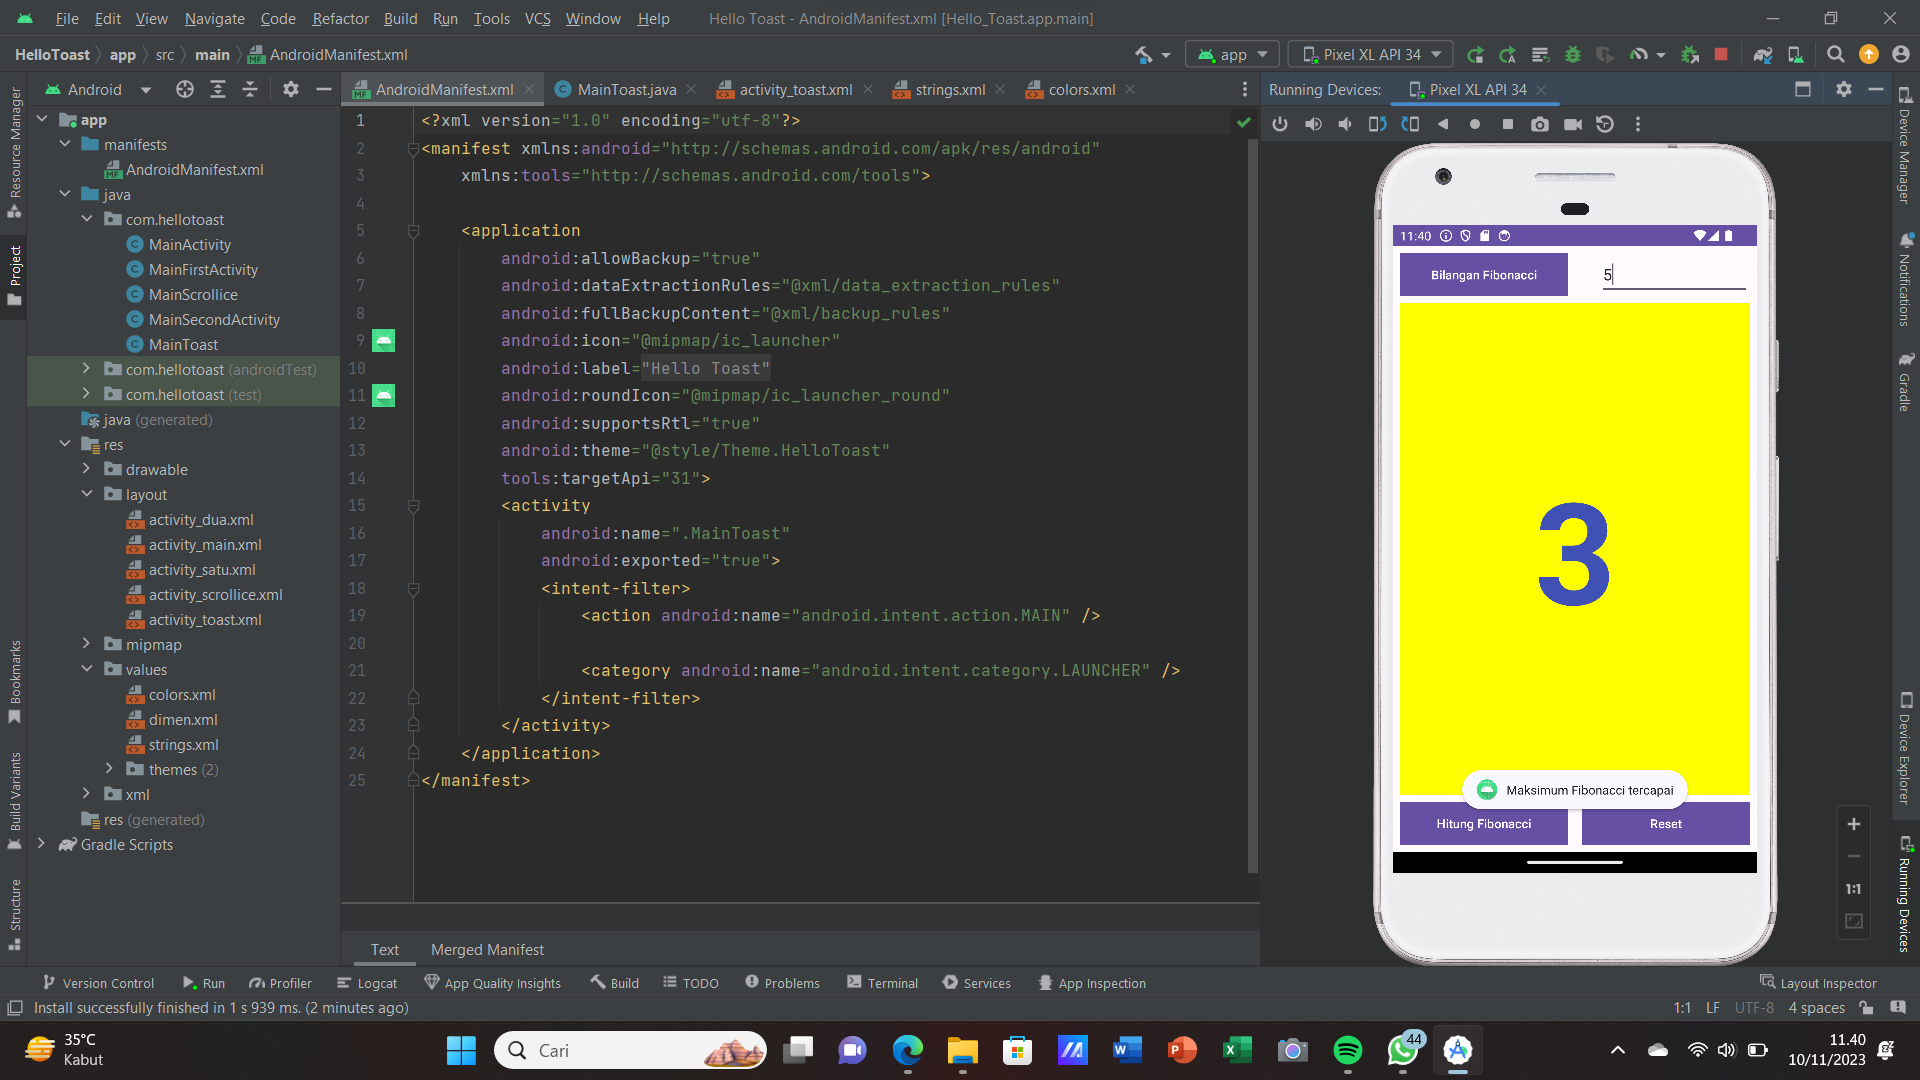 File Edit View Navigate Code Refactor Build Run Tools VCS Window Help Hello Toast - AndroidManifest.xml [Hello_Toast.app.main]
HelloToast app src main AndroidManifest.xml app Pixel XL API 34
Android AndroidManifest.xml MainToast.java activity_toast.xml strings.xml colors.xml Running Devices: Pixel XL API 34
Resource Manager
Project
Bookmarks
Build Variants
Structure
app
manifests
AndroidManifest.xml
java
com.hellotoast
MainActivity
MainFirstActivity
MainScrollice
MainSecondActivity
MainToast
com.hellotoast (androidTest)
com.hellotoast (test)
java (generated)
res
drawable
layout
activity_dua.xml
activity_main.xml
activity_satu.xml
activity_scrollice.xml
activity_toast.xml
mipmap
values
colors.xml
dimen.xml
strings.xml
themes (2)
xml
res (generated)
Gradle Scripts
1 <?xml version="1.0" encoding="utf-8"?>
2 <manifest xmlns:android="http://schemas.android.com/apk/res/android"
3 xmlns:tools="http://schemas.android.com/tools">
4
5 <application
6 android:allowBackup="true"
7 android:dataExtractionRules="@xml/data_extraction_rules"
8 android:fullBackupContent="@xml/backup_rules"
9 android:icon="@mipmap/ic_launcher"
10 android:label="Hello Toast"
11 android:roundIcon="@mipmap/ic_launcher_round"
12 android:supportsRtl="true"
13 android:theme="@style/Theme.HelloToast"
14 tools:targetApi="31">
15 <activity
16 android:name=".MainToast"
17 android:exported="true">
18 <intent-filter>
19 <action android:name="android.intent.action.MAIN" />
20
21 <category android:name="android.intent.category.LAUNCHER" />
22 </intent-filter>
23 </activity>
24 </application>
25 </manifest>
Text Merged Manifest
11:40
Bilangan Fibonacci 5
3
Maksimum Fibonacci tercapai
Hitung Fibonacci Reset
1:1
Device Manager
Notifications
Gradle
Device Explorer
Running Devices
Version Control Run Profiler Logcat App Quality Insights Build TODO Problems Terminal Services App Inspection Layout Inspector
Install successfully finished in 1 s 939 ms. (2 minutes ago) 1:1 LF UTF-8 4 spaces
35°C
Kabut
Cari
44
11.40
10/11/2023